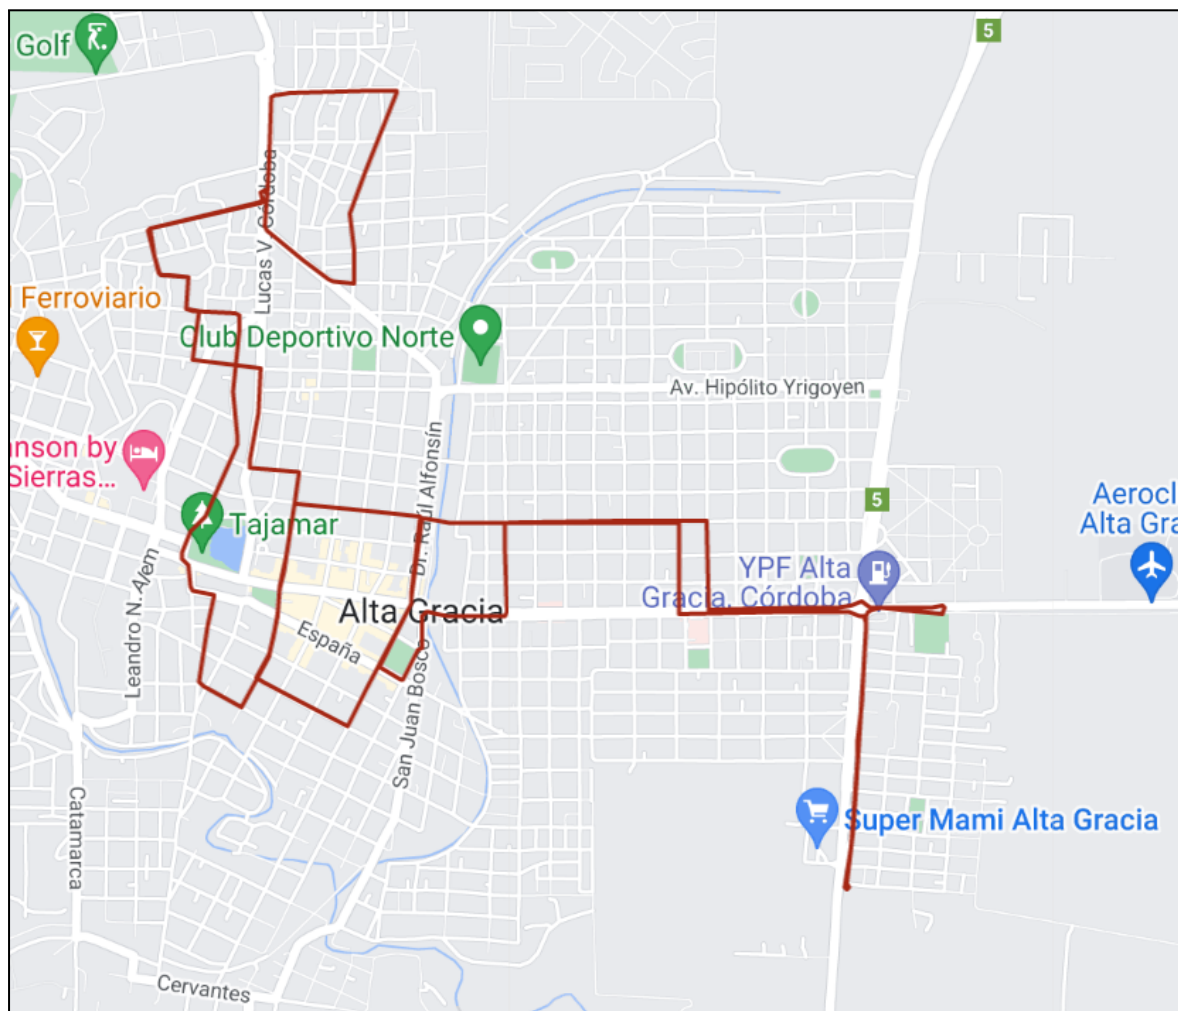 5
Golf
Lucas V. Córdoba
l Ferroviario
Club Deportivo Norte
Av. Hipólito Yrigoyen
anson by
Sierras...
Dr. Raúl Alfonsín
5
Aerocl
Alta Gra
Tajamar
YPF Alta
Gracia, Córdoba
Leandro N. Alem
Alta Gracia
España
San Juan Bosco
Catamarca
Super Mami Alta Gracia
Cervantes